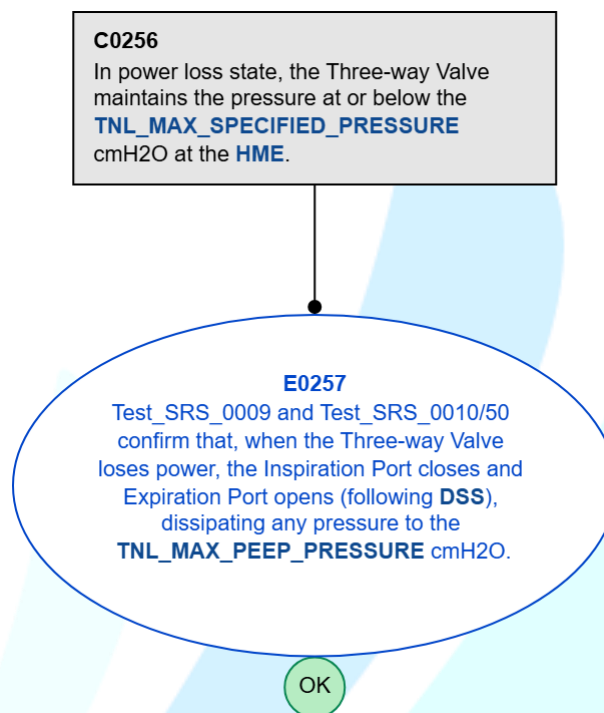 C0256
In power loss state, the Three-way Valve
maintains the pressure at or below the
TNL_MAX_SPECIFIED_PRESSURE
cmH2O at the HME.
E0257
Test_SRS_0009 and Test_SRS_0010/50
confirm that, when the Three-way Valve
loses power, the Inspiration Port closes and
Expiration Port opens (following DSS),
dissipating any pressure to the
TNL_MAX_PEEP_PRESSURE cmH2O.
OK